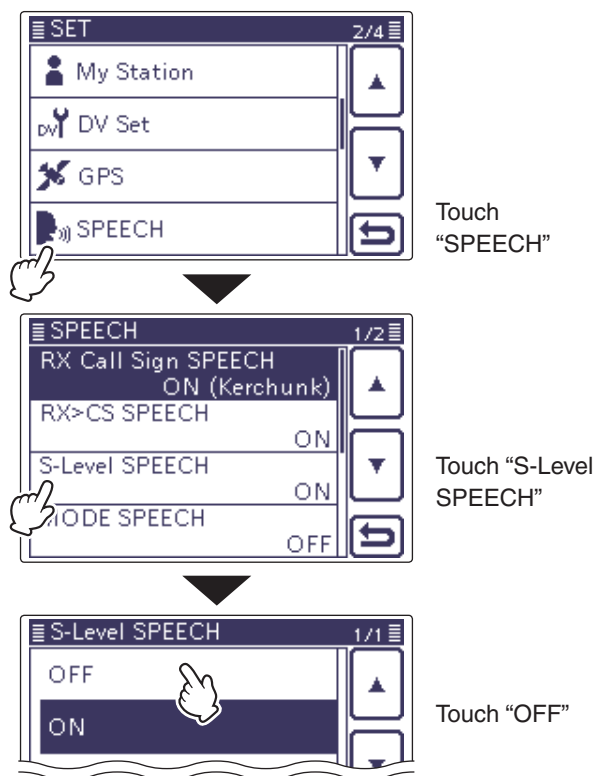 SET 2/4
My Station
DV DV Set
GPS
SPEECH
Touch
“SPEECH”
SPEECH 1/2
RX Call Sign SPEECH
ON (Kerchunk)
RX>CS SPEECH
ON
S-Level SPEECH
ON
MODE SPEECH
OFF
Touch “S-Level
SPEECH”
S-Level SPEECH 1/1
OFF
ON
Touch “OFF”